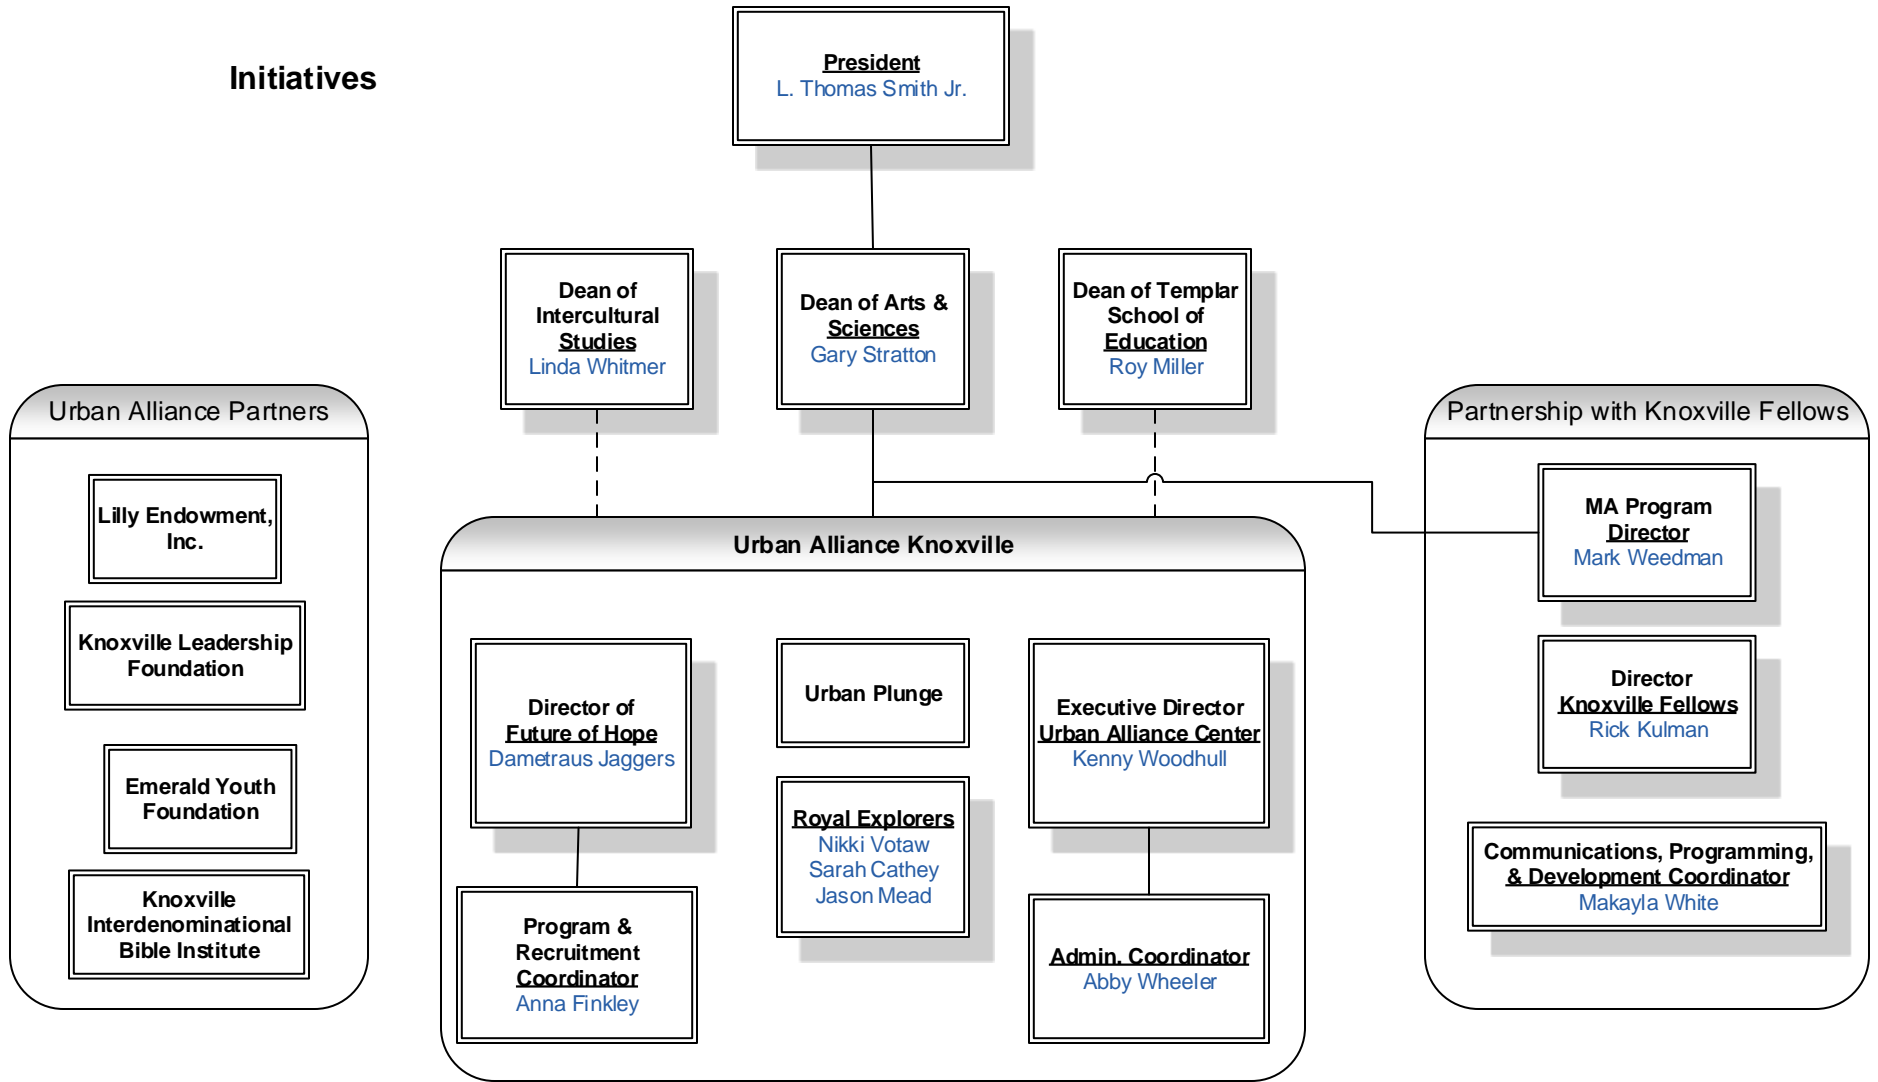 Initiatives
President
L. Thomas Smith Jr.
Dean of
Intercultural
Studies
Linda Whitmer
Dean of Arts &
Sciences
Gary Stratton
Dean of Templar
School of
Education
Roy Miller
Urban Alliance Partners
Lilly Endowment,
Inc.
Knoxville Leadership
Foundation
Emerald Youth
Foundation
Knoxville
Interdenominational
Bible Institute
Urban Alliance Knoxville
Director of
Future of Hope
Dametraus Jaggers
Program &
Recruitment
Coordinator
Anna Finkley
Urban Plunge
Royal Explorers
Nikki Votaw
Sarah Cathey
Jason Mead
Executive Director
Urban Alliance Center
Kenny Woodhull
Admin. Coordinator
Abby Wheeler
Partnership with Knoxville Fellows
MA Program
Director
Mark Weedman
Director
Knoxville Fellows
Rick Kulman
Communications, Programming,
& Development Coordinator
Makayla White